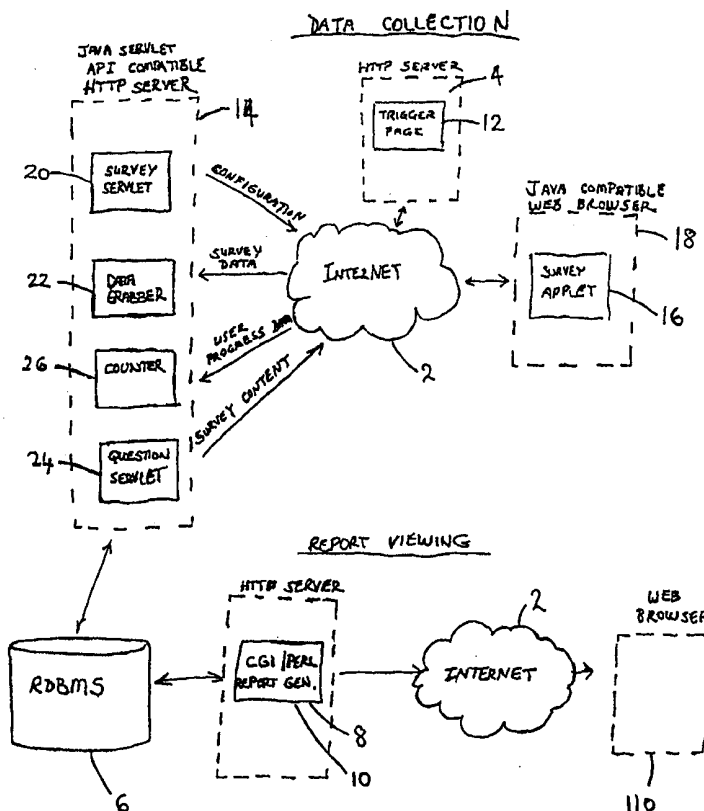 DATA COLLECTION
JAVA SERVLET
API COMPATIBLE
HTTP SERVER
14
20
SURVEY
SERVLET
22
DATA
GRABBER
26
COUNTER
24
QUESTION
SERVLET
CONFIGURATION
SURVEY
DATA
USER
PROGRESS DATA
SURVEY CONTENT
HTTP SERVER
4
TRIGGER
PAGE
12
INTERNET
2
JAVA COMPATIBLE
WEB BROWSER
18
SURVEY
APPLET
16
REPORT VIEWING
RDBMS
6
HTTP SERVER
CGI/PERL
REPORT GEN.
8
10
2
INTERNET
WEB
BROWSER
110